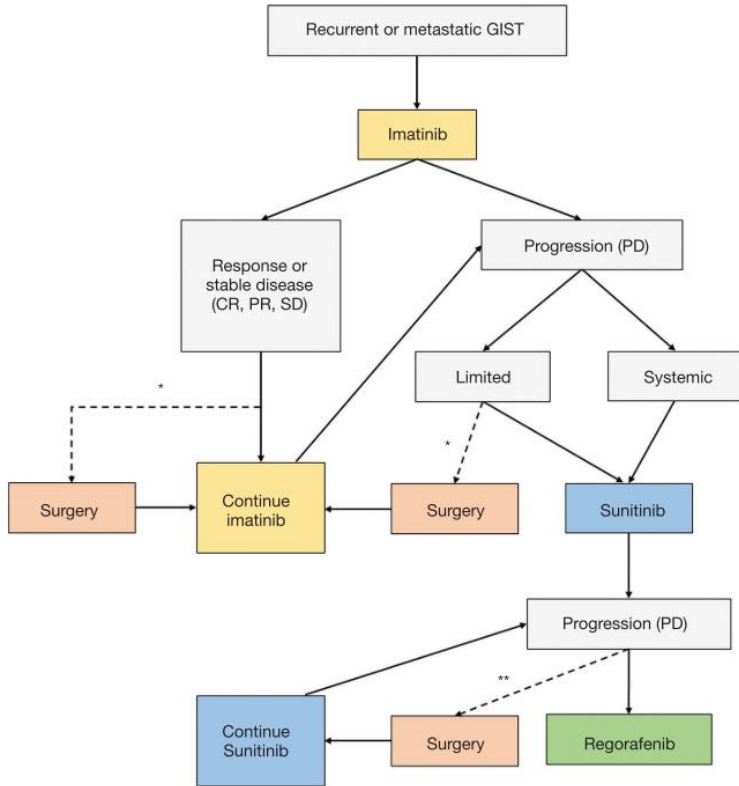 Recurrent or metastatic GIST
Imatinib
Response or
stable disease
(CR, PR, SD)
Progression (PD)
Limited
Systemic
*
*
Surgery
Continue
imatinib
Surgery
Sunitinib
Progression (PD)
**
Continue
Sunitinib
Surgery
Regorafenib